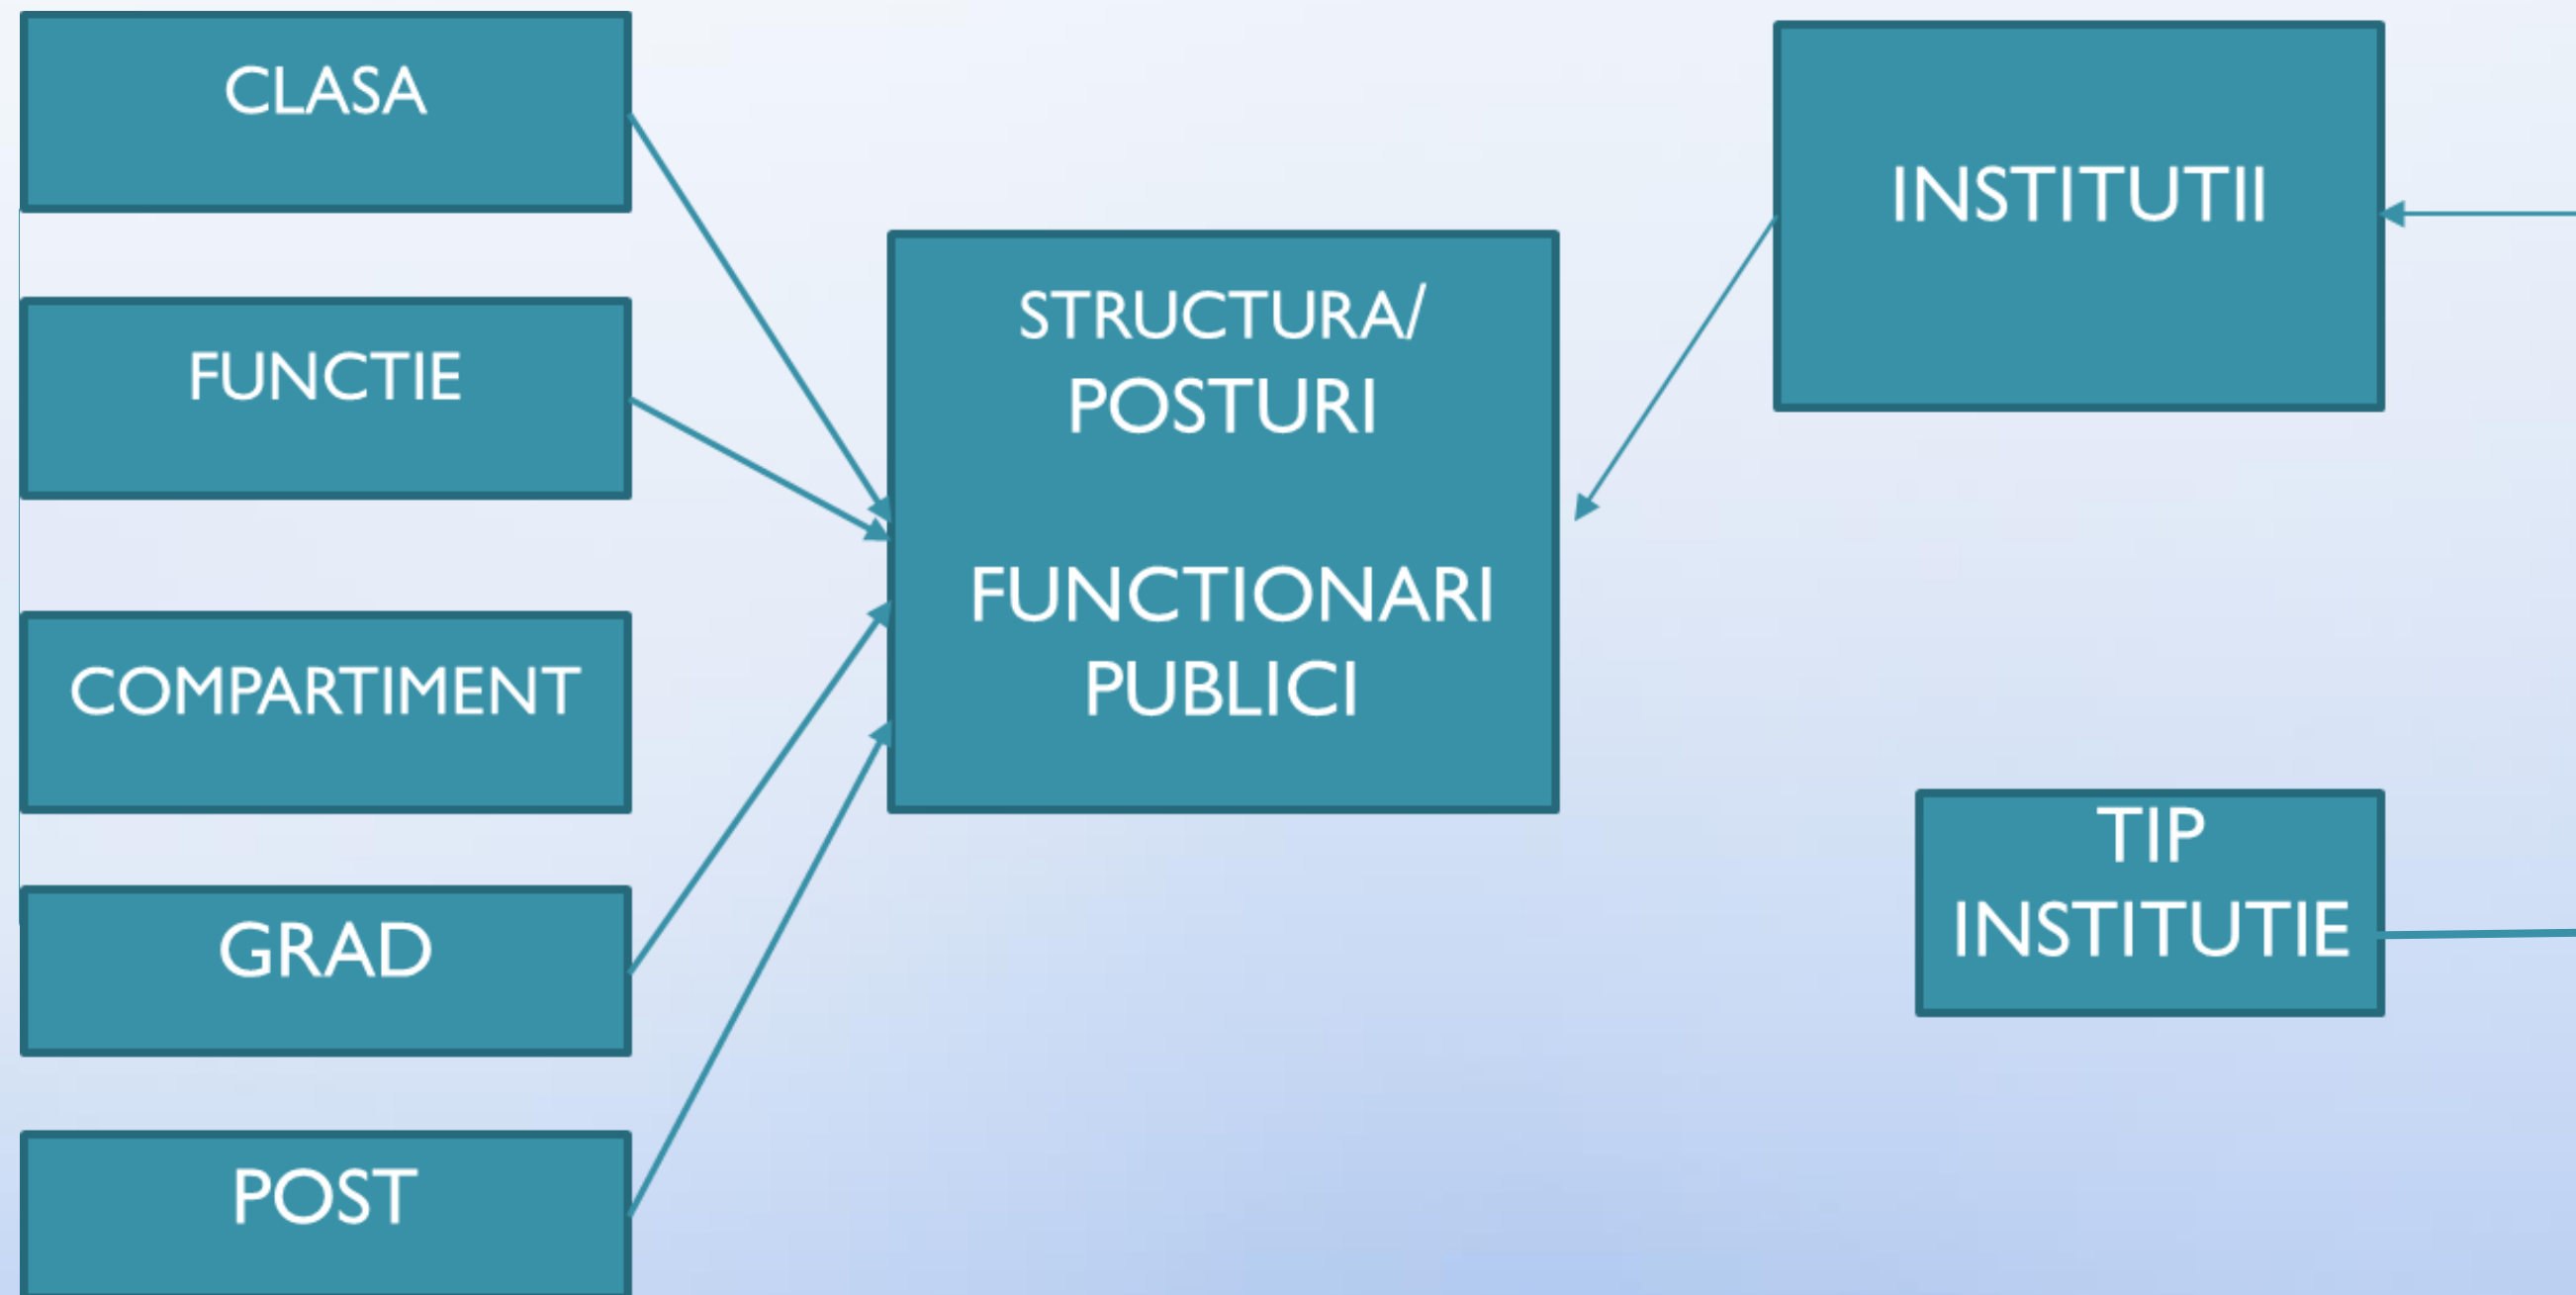 CLASA
FUNCTIE
COMPARTIMENT
GRAD
POST
STRUCTURA/
POSTURI
FUNCTIONARI
PUBLICI
INSTITUTII
TIP
INSTITUTIE